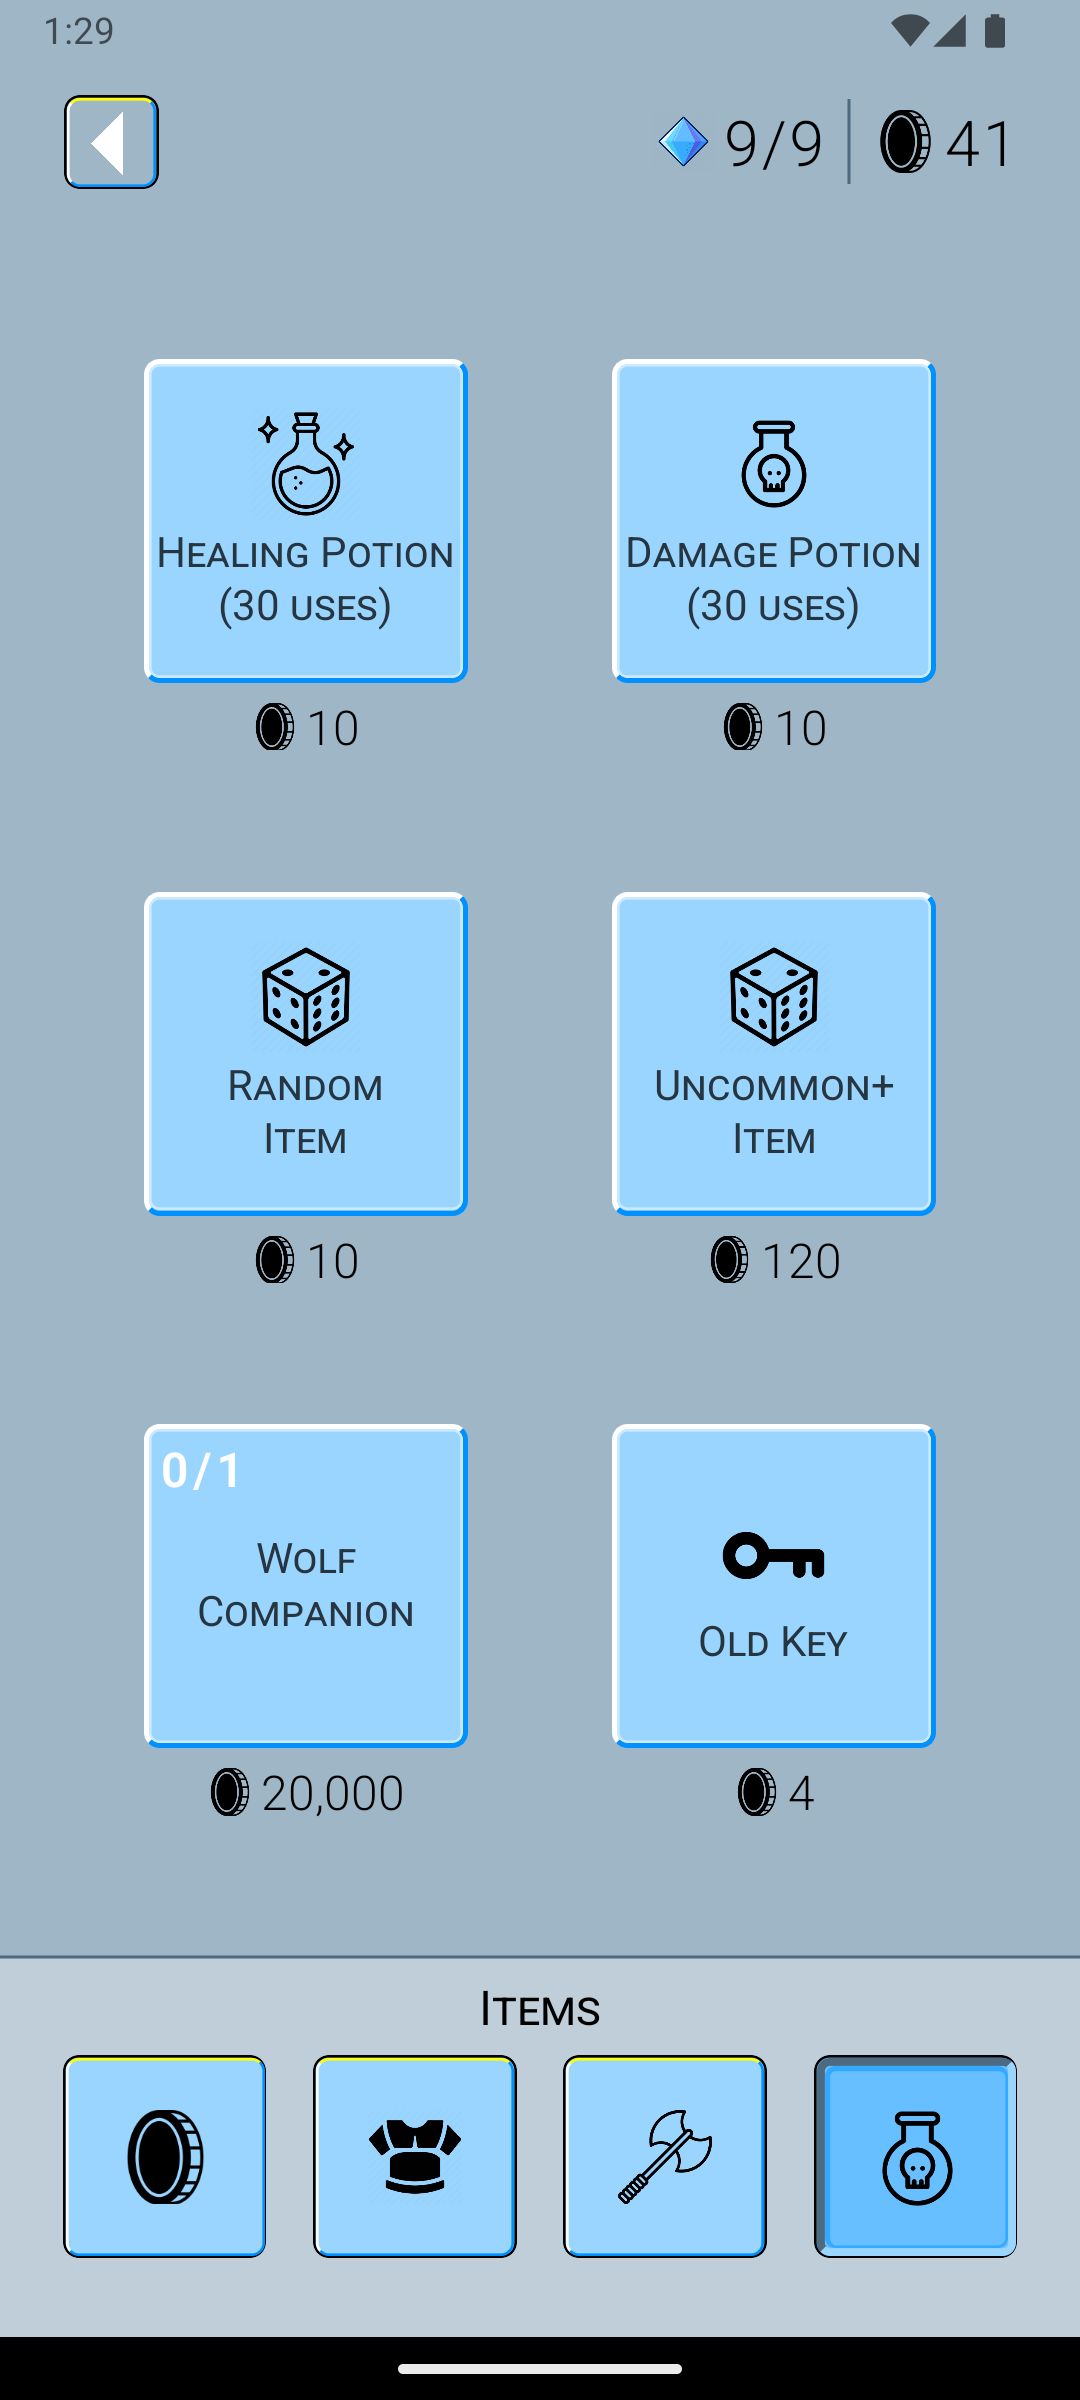 1:29
9/9 41
Healing Potion
(30 uses)
Damage Potion
(30 uses)
10
10
Random
Item
Uncommon+
Item
10
120
0/1
Wolf
Companion
Old Key
20,000
4
Items